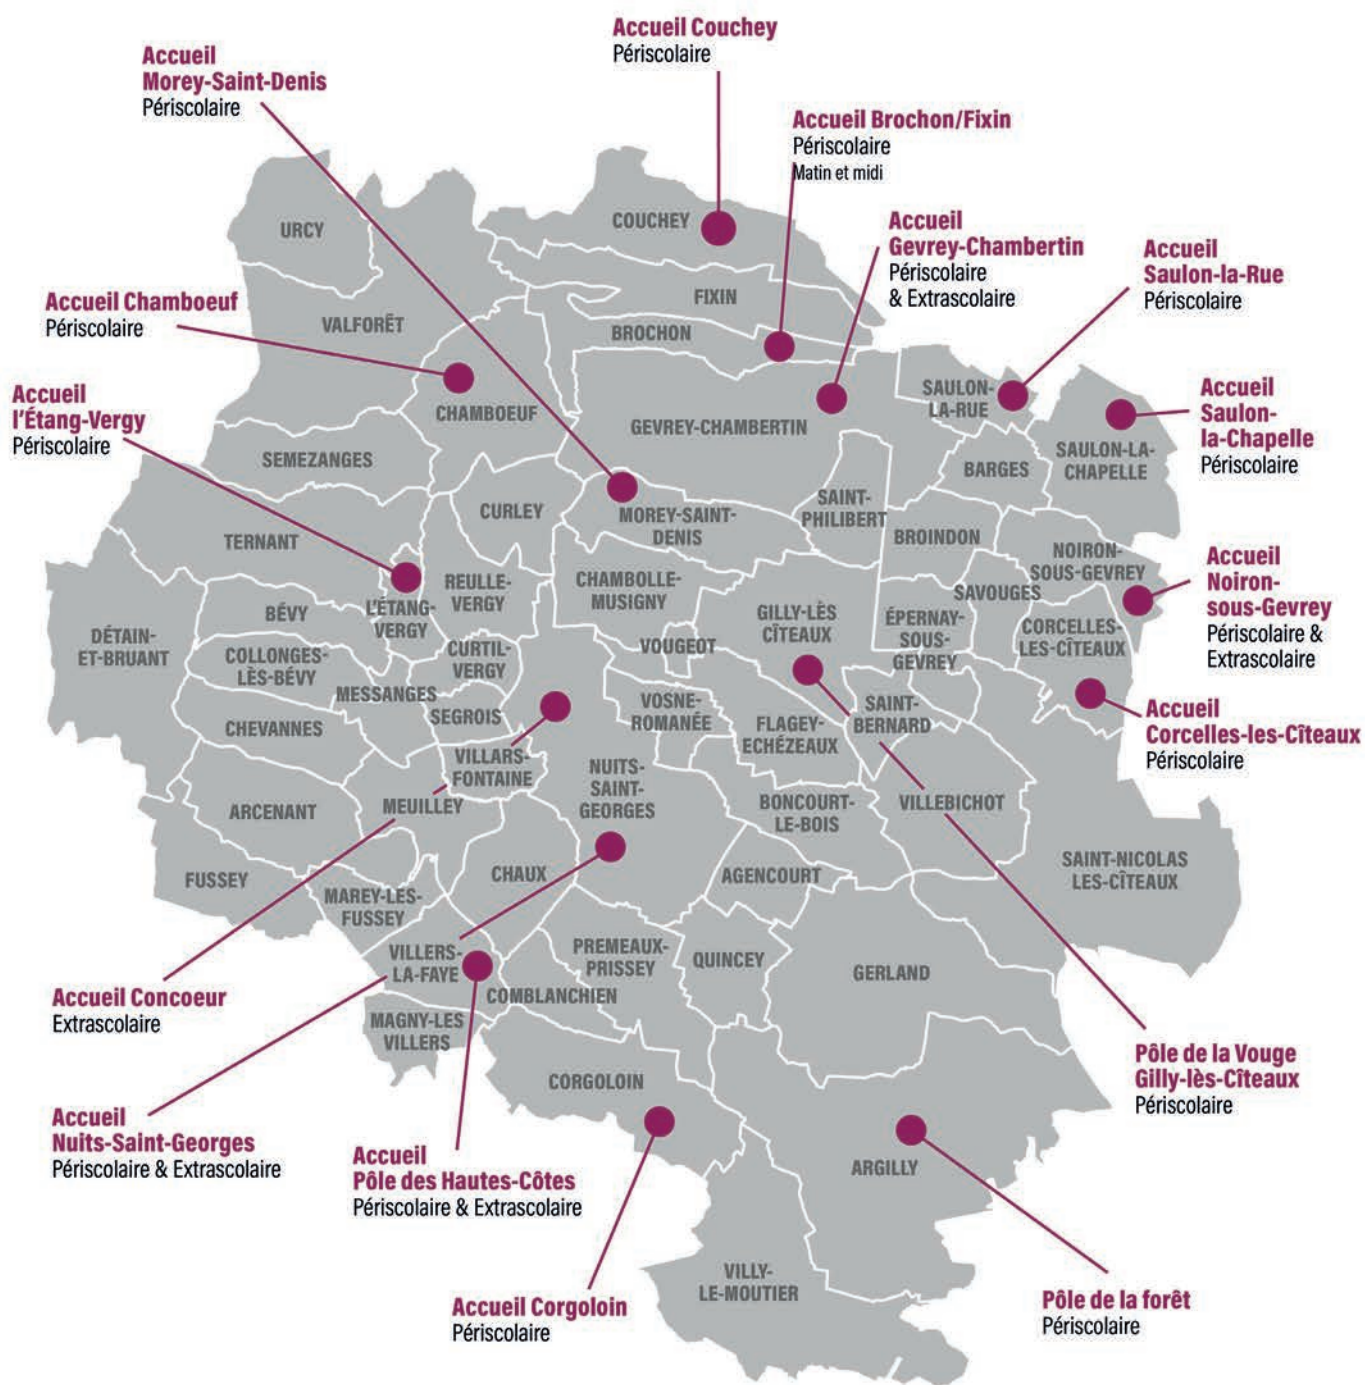 Accueil Couchey
Périscolaire
Accueil
Morey-Saint-Denis
Périscolaire
Accueil Brochon/Fixin
Périscolaire
Matin et midi
Accueil
Gevrey-Chambertin
Périscolaire
& Extrascolaire
Accueil
Saulon-la-Rue
Périscolaire
Accueil Chamboeuf
Périscolaire
Accueil
l'Étang-Vergy
Périscolaire
Accueil
Saulon-
la-Chapelle
Périscolaire
Accueil
Noiron-
sous-Gevrey
Périscolaire &
Extrascolaire
Accueil
Corcelles-les-Cîteaux
Périscolaire
URCY
COUCHEY
FIXIN
VALFORÊT
BROCHON
CHAMBOEUF
GEVREY-CHAMBERTIN
SAULON-
LA-RUE
SAULON-LA-
CHAPELLE
BARGES
SEMEZANGES
CURLEY
MOREY-SAINT-
DENIS
SAINT-
PHILIBERT
BROINDON
NOIRON-
SOUS-GEVREY
TERNANT
REULLE-
VERGY
CHAMBOLLE-
MUSIGNY
GILLY-LÈS
CÎTEAUX
SAVOUGES
BÉVY
L'ÉTANG-
VERGY
ÉPERNAY-
SOUS-
GEVREY
CORCELLES-
LES-CÎTEAUX
DÉTAIN-
ET-BRUANT
COLLONGES-
LÈS-BÉVY
CURTIL-
VERGY
VOUGEOT
MESSANGES
SEGROIS
VOSNE-
ROMANÉE
FLAGEY-
ECHÉZEAUX
SAINT-
BERNARD
CHEVANNES
VILLARS-
FONTAINE
NUITS-
SAINT-
GEORGES
ARCENANT
MEUILLEY
BONCOURT-
LE-BOIS
VILLEBICHOT
FUSSEY
CHAUX
AGENCOURT
SAINT-NICOLAS
LES-CÎTEAUX
MAREY-LES-
FUSSEY
VILLERS-
LA-FAYE
PREMEAUX-
PRISSEY
QUINCEY
GERLAND
COMBLANCHIEN
MAGNY-LES
VILLERS
CORGOLOIN
ARGILLY
VILLY-
LE-MOUTIER
Accueil Concoeur
Extrascolaire
Accueil
Nuits-Saint-Georges
Périscolaire & Extrascolaire
Accueil
Pôle des Hautes-Côtes
Périscolaire & Extrascolaire
Accueil Corgoloin
Périscolaire
Pôle de la Vouge
Gilly-lès-Cîteaux
Périscolaire
Pôle de la forêt
Périscolaire